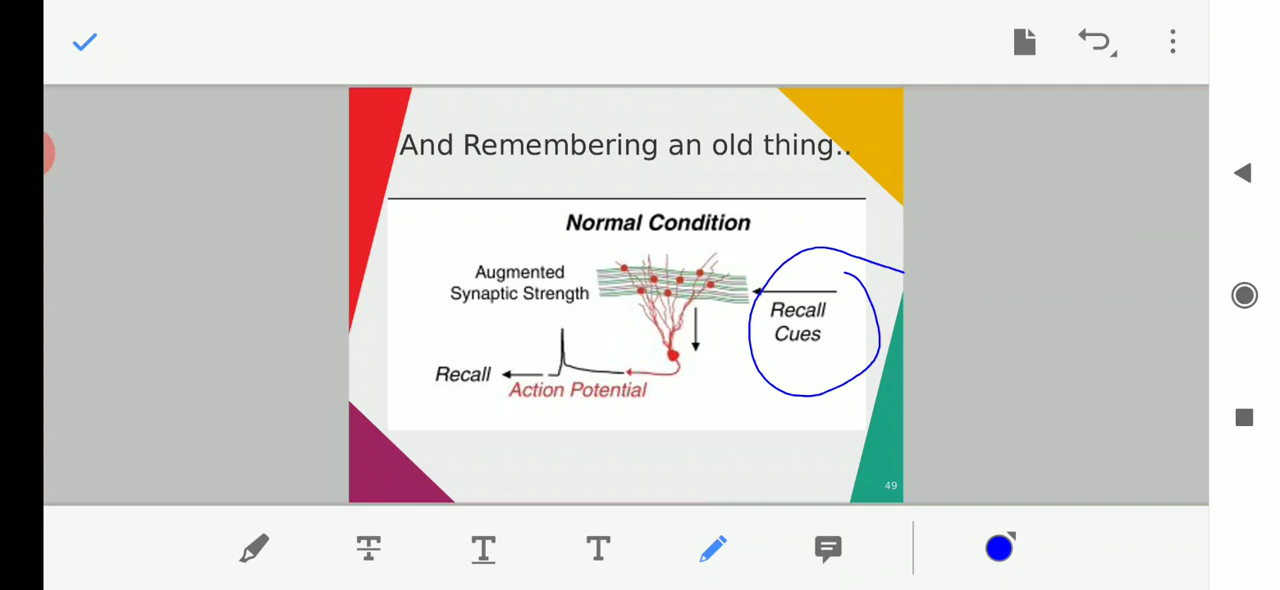 And Remembering an old thing..
Normal Condition
Augmented
Synaptic Strength
Recall
Cues
Recall
Action Potential
49